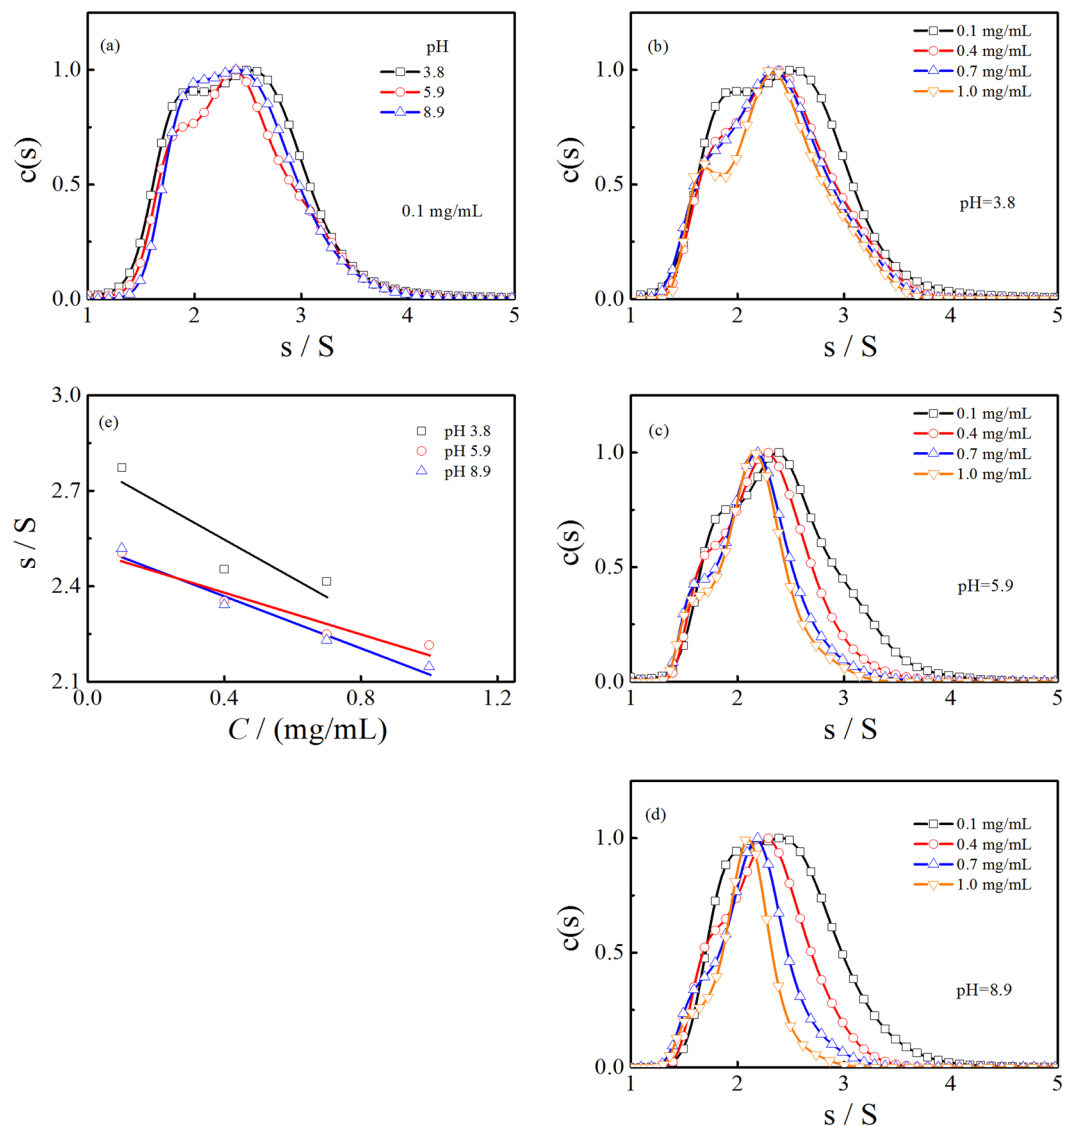 (a)
pH
3.8
5.9
8.9
0.1 mg/mL
c(s)
1.0
0.5
0.0
1 2 3 4 5
s / S
(b)
0.1 mg/mL
0.4 mg/mL
0.7 mg/mL
1.0 mg/mL
pH=3.8
c(s)
1.0
0.5
0.0
1 2 3 4 5
s / S
(e)
pH 3.8
pH 5.9
pH 8.9
s / S
3.0
2.7
2.4
2.1
0.0 0.4 0.8 1.2
C / (mg/mL)
(c)
0.1 mg/mL
0.4 mg/mL
0.7 mg/mL
1.0 mg/mL
pH=5.9
c(s)
1.0
0.5
0.0
1 2 3 4 5
s / S
(d)
0.1 mg/mL
0.4 mg/mL
0.7 mg/mL
1.0 mg/mL
pH=8.9
c(s)
1.0
0.5
0.0
1 2 3 4 5
s / S